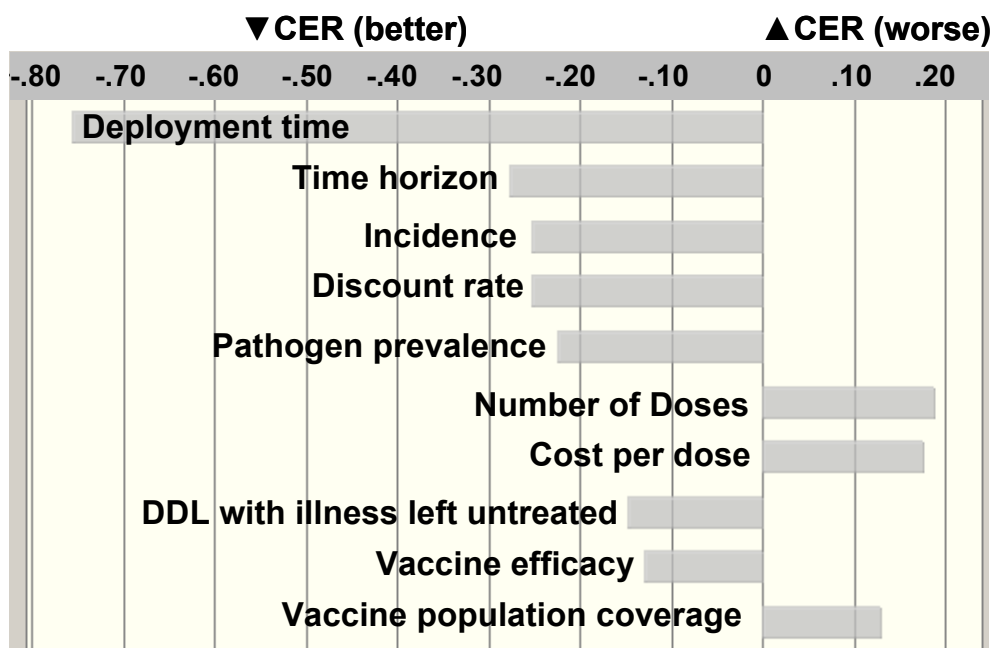 ▼CER (better) ▲CER (worse)
-.80 -.70 -.60 -.50 -.40 -.30 -.20 -.10 0 .10 .20
Deployment time
Time horizon
Incidence
Discount rate
Pathogen prevalence
Number of Doses
Cost per dose
DDL with illness left untreated
Vaccine efficacy
Vaccine population coverage